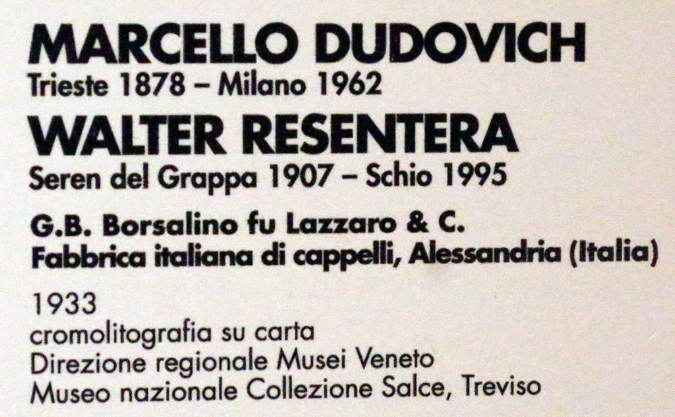 MARCELLO DUDOVICH
Trieste 1878 – Milano 1962
WALTER RESENTERA
Seren del Grappa 1907 – Schio 1995
G.B. Borsalino fu Lazzaro & C.
Fabbrica italiana di cappelli, Alessandria (Italia)
1933
cromolitografia su carta
Direzione regionale Musei Veneto
Museo nazionale Collezione Salce, Treviso